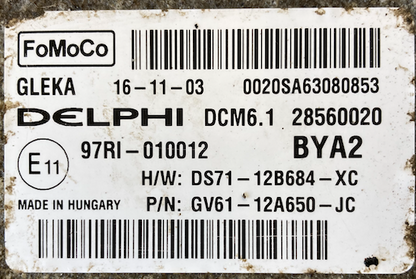 FoMoCo
GLEKA 16-11-03 0020SA63080853
DELPHI DCM6.1 28560020
E11 97RI-010012 BYA2
H/W: DS71-12B684-XC
MADE IN HUNGARY P/N: GV61-12A650-JC